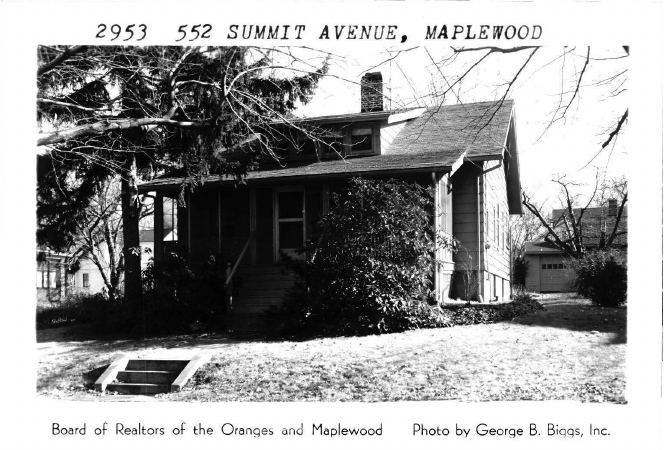 2953 552 SUMMIT AVENUE, MAPLEWOOD
Board of Realtors of the Oranges and Maplewood Photo by George B. Biggs, Inc.